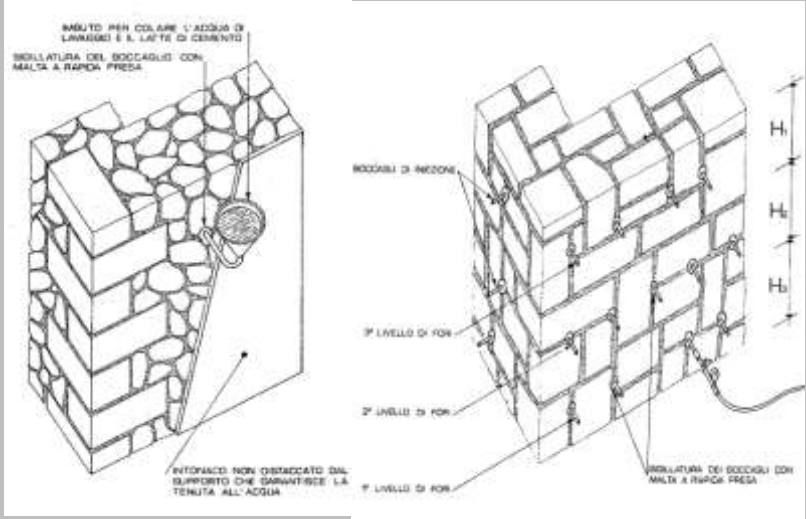 IMBUTO PER COLARE L'ACQUA DI
LAVAGGIO E IL LATTE DI CEMENTO
SIGILLATURA DEL BOCCAGLIO CON
MALTA A RAPIDA PRESA
INTONACO NON DISTACCATO DAL
SUPPORTO CHE GARANTISCE LA
TENUTA ALL'ACQUA
BOCCAGLI DI INIEZIONE
3° LIVELLO DI FORI
2° LIVELLO DI FORI
1° LIVELLO DI FORI
SIGILLATURA DEI BOCCAGLI CON
MALTA A RAPIDA PRESA
H₁
H₂
H₃